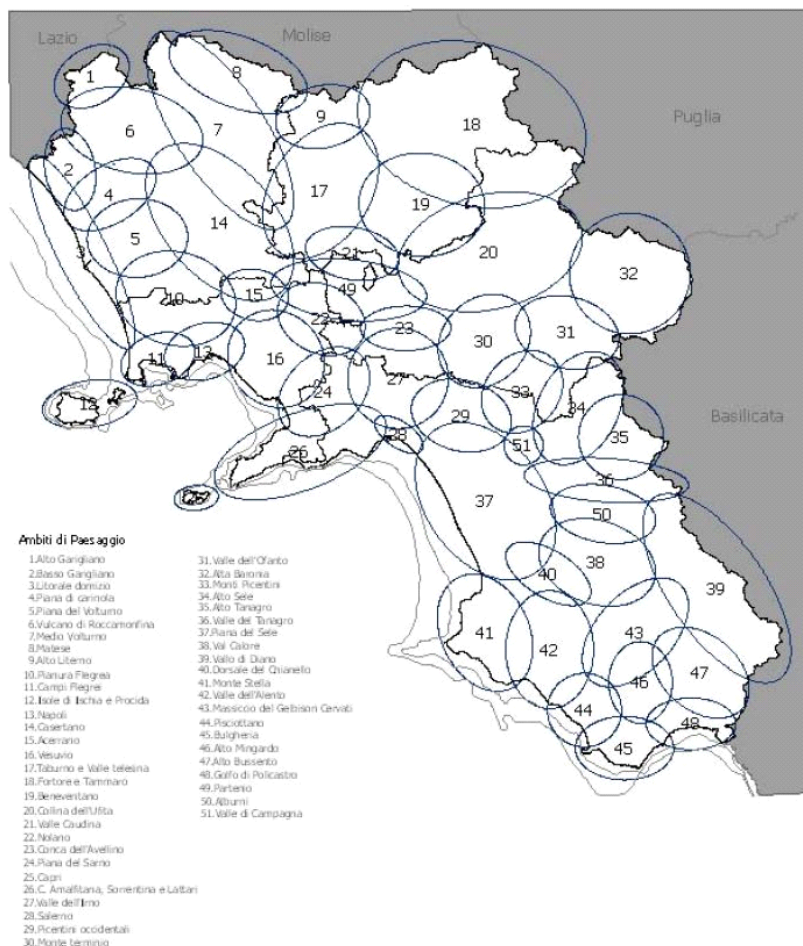 Lazio
Molise
Puglia
Basilicata
1
2
3
4
5
6
7
8
9
10
11
12
13
14
15
16
17
18
19
20
21
22
23
24
26
27
28
29
30
31
32
33
34
35
36
37
38
39
40
41
42
43
44
45
46
47
48
49
50
51
Ambiti di Paesaggio
1.Alto Garigliano
2.Basso Garigliano
3.Litorale domizio
4.Piana di carinola
5.Piana del Volturno
6.Vulcano di Roccamonfina
7.Medio Volturno
8.Matese
9.Alto Literno
10.Pianura Flegrea
11.Campi Flegrei
12.Isole di Ischia e Procida
13.Napoli
14.Casertano
15.Acerrano
16.Vesuvio
17.Taburno e Valle telesina
18.Fortore e Tammaro
19.Beneventano
20.Collina dell'Ufita
21.Valle Caudina
22.Nolano
23.Conca dell'Avellino
24.Piana del Sarno
25.Capri
26.C. Amalfitana, Sorrentina e Lattari
27.Valle dell'Irno
28.Salerno
29.Picentini occidentali
30.Monte terminio
31.Valle dell'Ofanto
32.Alta Baronia
33.Monti Picentini
34.Alto Sele
35.Alto Tanagro
36.Valle del Tanagro
37.Piana del Sele
38.Val Calore
39.Vallo di Diano
40.Dorsale del Chianello
41.Monte Stella
42.Valle dell'Alento
43.Massiccio del Gelbison Cervati
44.Pisciottano
45.Bulgheria
46.Alto Mingardo
47.Alto Bussento
48.Golfo di Policastro
49.Partenio
50.Alburni
51.Valle di Campagna